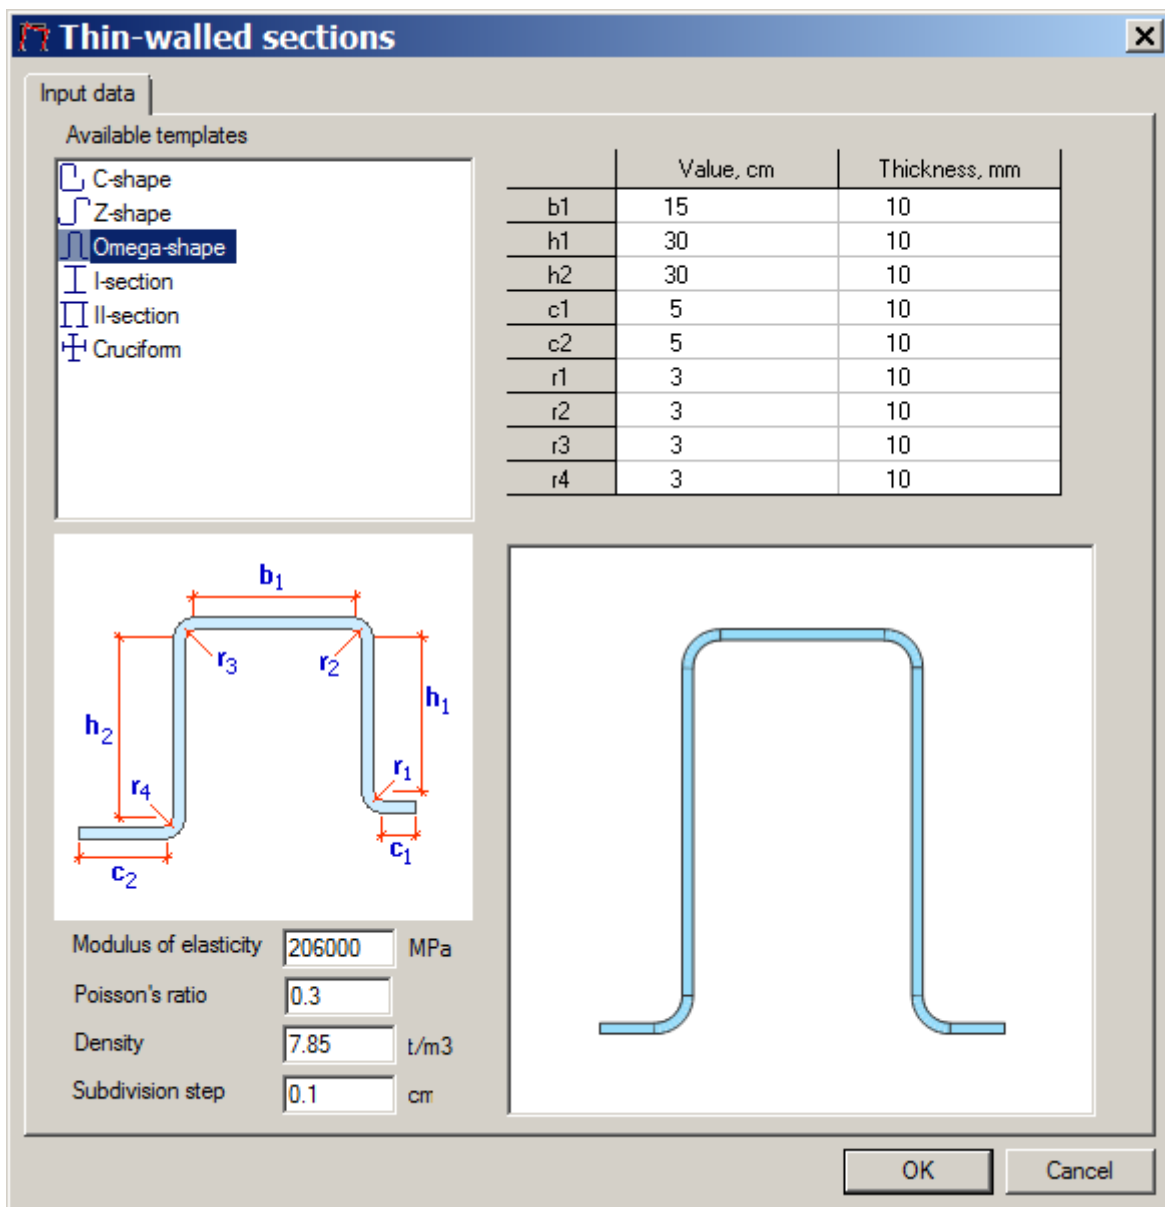 Thin-walled sections
Input data
Available templates
C-shape
Z-shape
Omega-shape
I-section
II-section
Cruciform
Value, cm Thickness, mm
b1 15 10
h1 30 10
h2 30 10
c1 5 10
c2 5 10
r1 3 10
r2 3 10
r3 3 10
r4 3 10
b1
r3 r2
h2 h1
r4 r1
c2 c1
Modulus of elasticity 206000 MPa
Poisson's ratio 0.3
Density 7.85 t/m3
Subdivision step 0.1 cm
OK Cancel